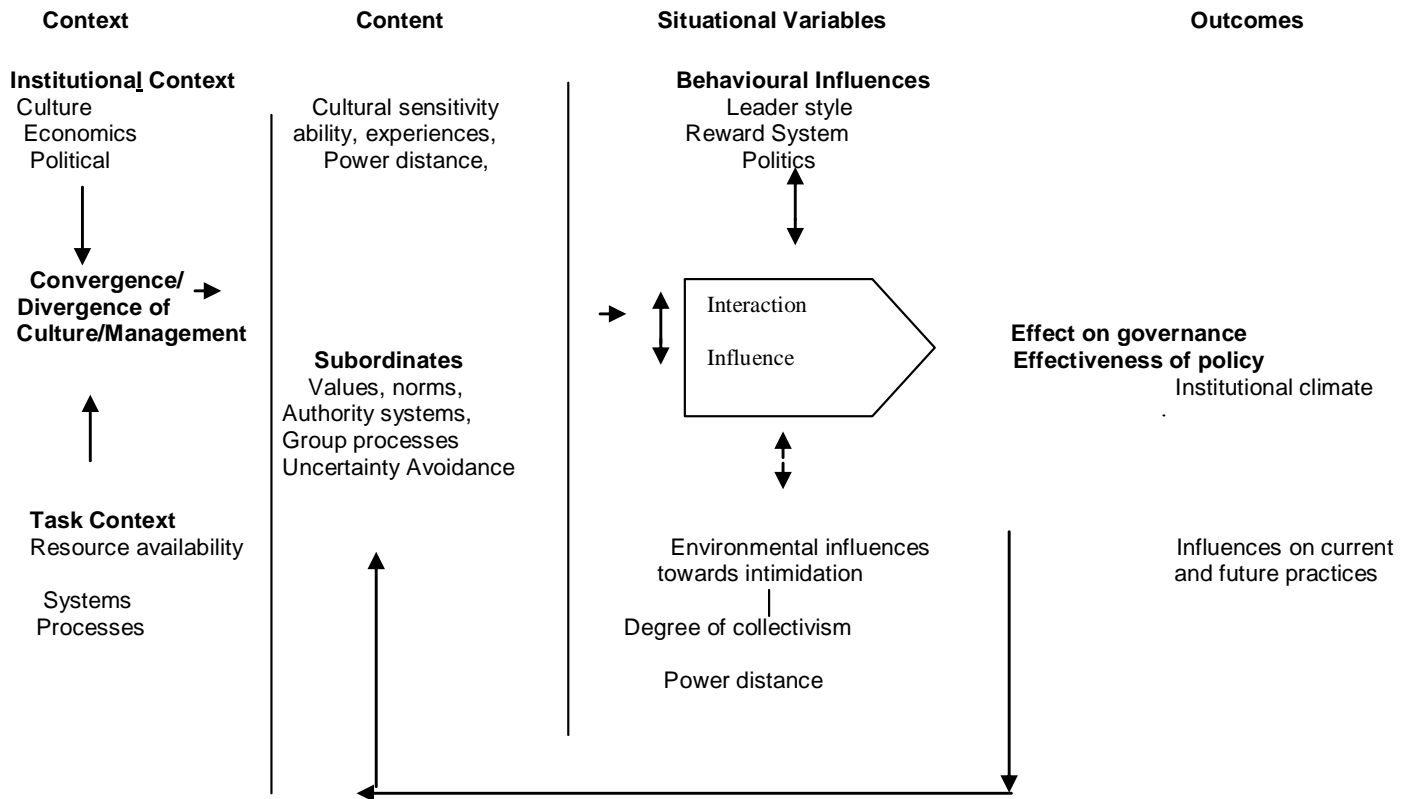 Context
Content
Situational Variables
Outcomes
Institutional Context
Culture
Economics
Political
Convergence/
Divergence of
Culture/Management
Task Context
Resource availability
Systems
Processes
Cultural sensitivity
ability, experiences,
Power distance,
Subordinates
Values, norms,
Authority systems,
Group processes
Uncertainty Avoidance
Behavioural Influences
Leader style
Reward System
Politics
Interaction
Influence
Environmental influences
towards intimidation
Degree of collectivism
Power distance
Effect on governance
Effectiveness of policy
Institutional climate
.
Influences on current
and future practices